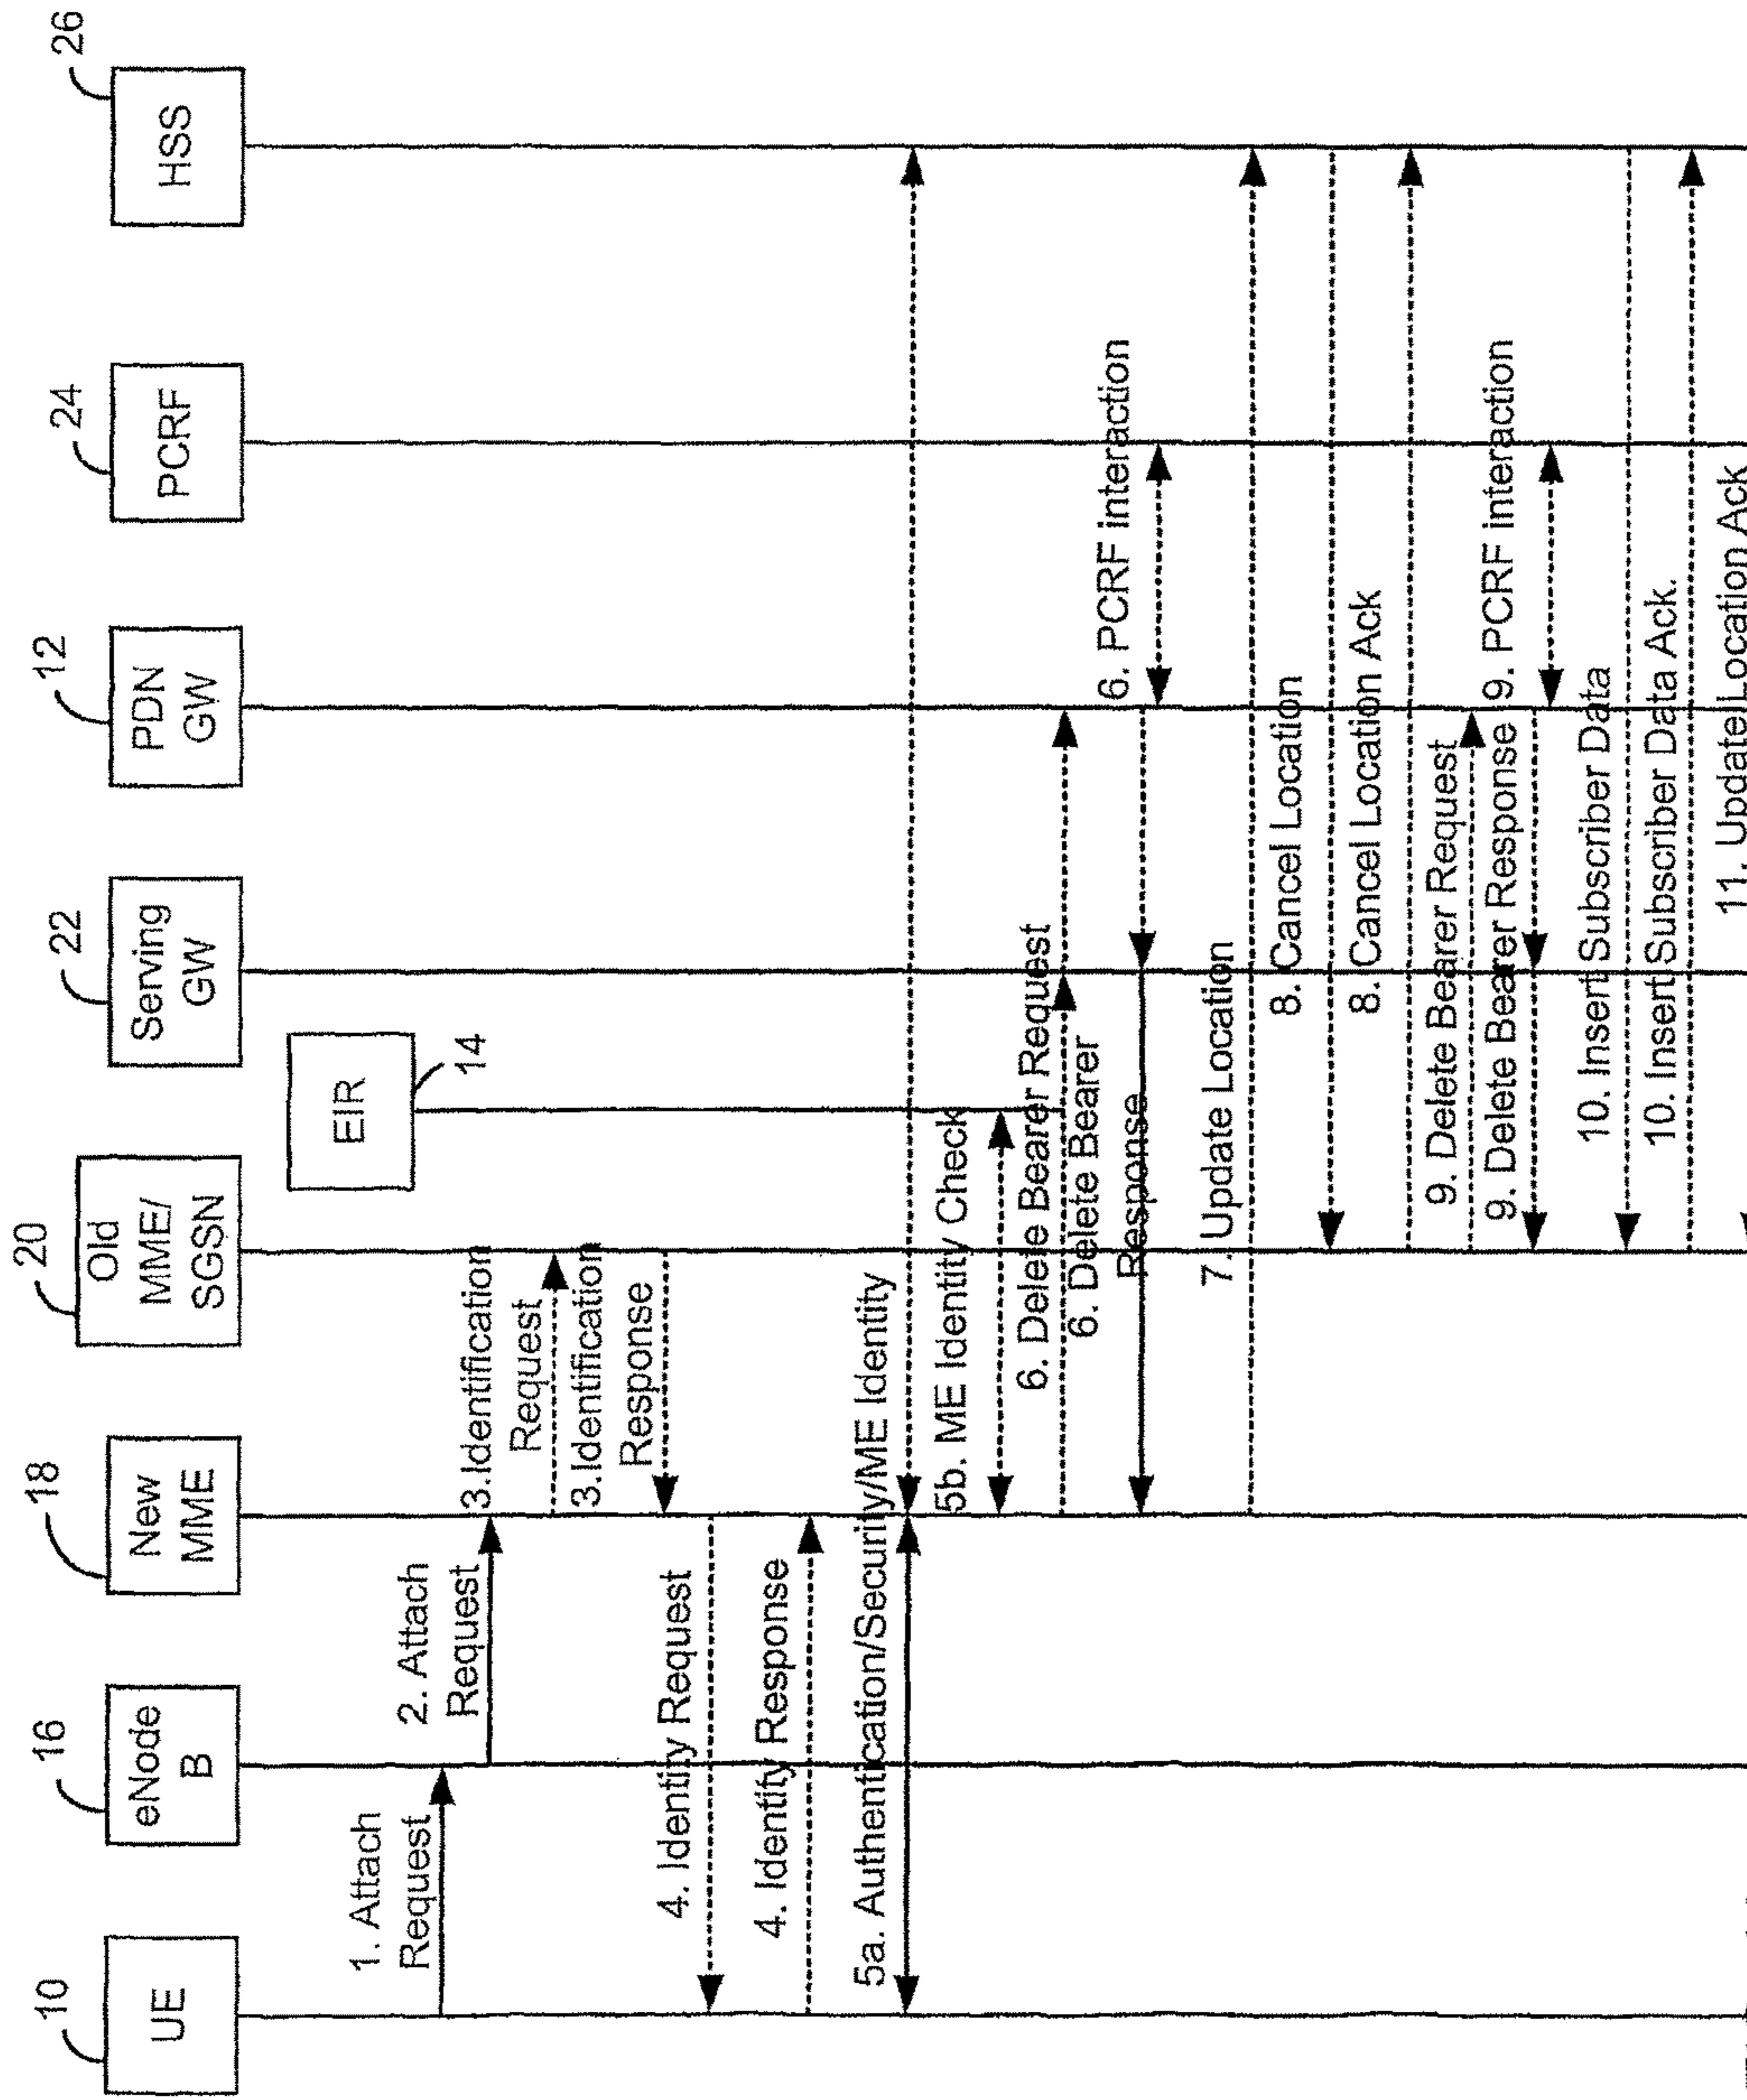 10
UE
16
eNode
B
18
New
MME
20
Old
MME/
SGSN
EIR
14
22
Serving
GW
12
PDN
GW
24
PCRF
26
HSS
1. Attach
Request
2. Attach
Request
3.Identification
Request
3.Identification
Response
4. Identity Request
4. Identity Response
5a. Authentication/Security/ME Identity
5b. ME Identity Check
6. Delete Bearer Request
6. Delete Bearer
Response
6. PCRF interaction
7. Update Location
8. Cancel Location
8. Cancel Location Ack
9. Delete Bearer Request
9. Delete Bearer Response
9. PCRF interaction
10. Insert Subscriber Data
10. Insert Subscriber Data Ack.
11. Update Location Ack